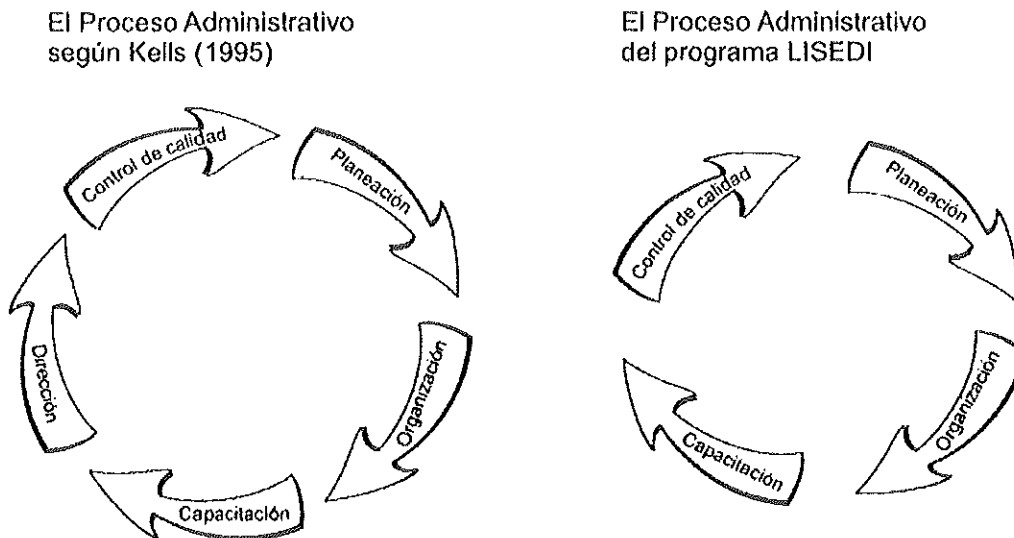 El Proceso Administrativo
según Kells (1995)
Control de calidad
Planeación
Organización
Capacitación
Dirección
El Proceso Administrativo
del programa LISEDI
Control de calidad
Planeación
Organización
Capacitación